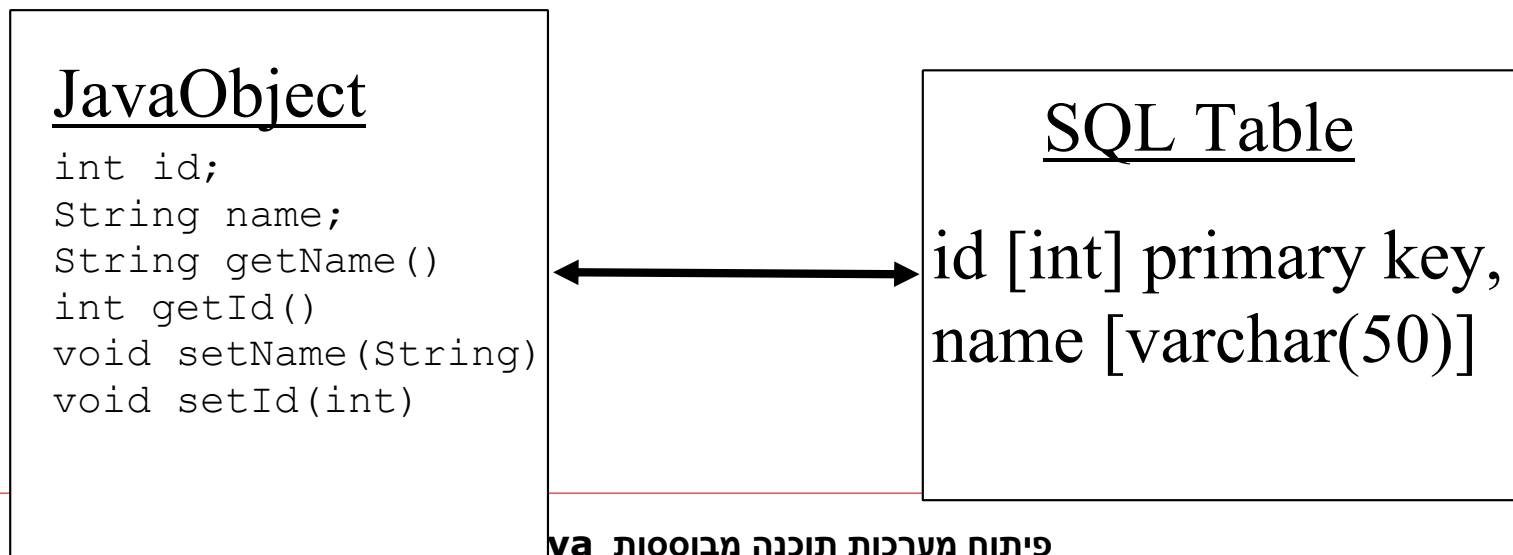 JavaObject
int id;
String name;
String getName()
int getId()
void setName(String)
void setId(int)
SQL Table
id [int] primary key,
name [varchar(50)]
פיתוח מערכות תוכנה מבוססות